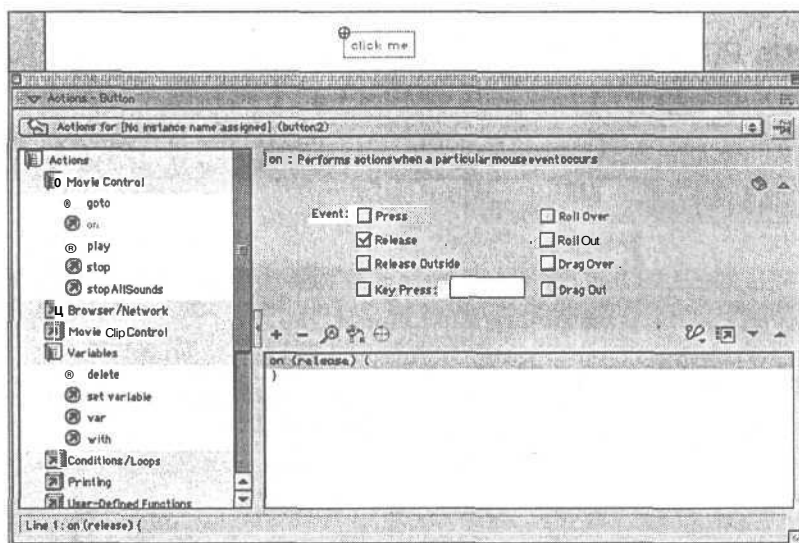 click me
Actions - Button
Actions for [No instance name assigned] (button2)
Actions
Movie Control
goto
on
play
stop
stopAllSounds
Browser/Network
Movie Clip Control
Variables
delete
set variable
var
with
Conditions/Loops
Printing
User-Defined Functions
on : Performs actions when a particular mouse event occurs
Event: Press Roll Over
Release Roll Out
Release Outside Drag Over
Key Press: Drag Out
on (release) {
}
Line 1: on (release) {